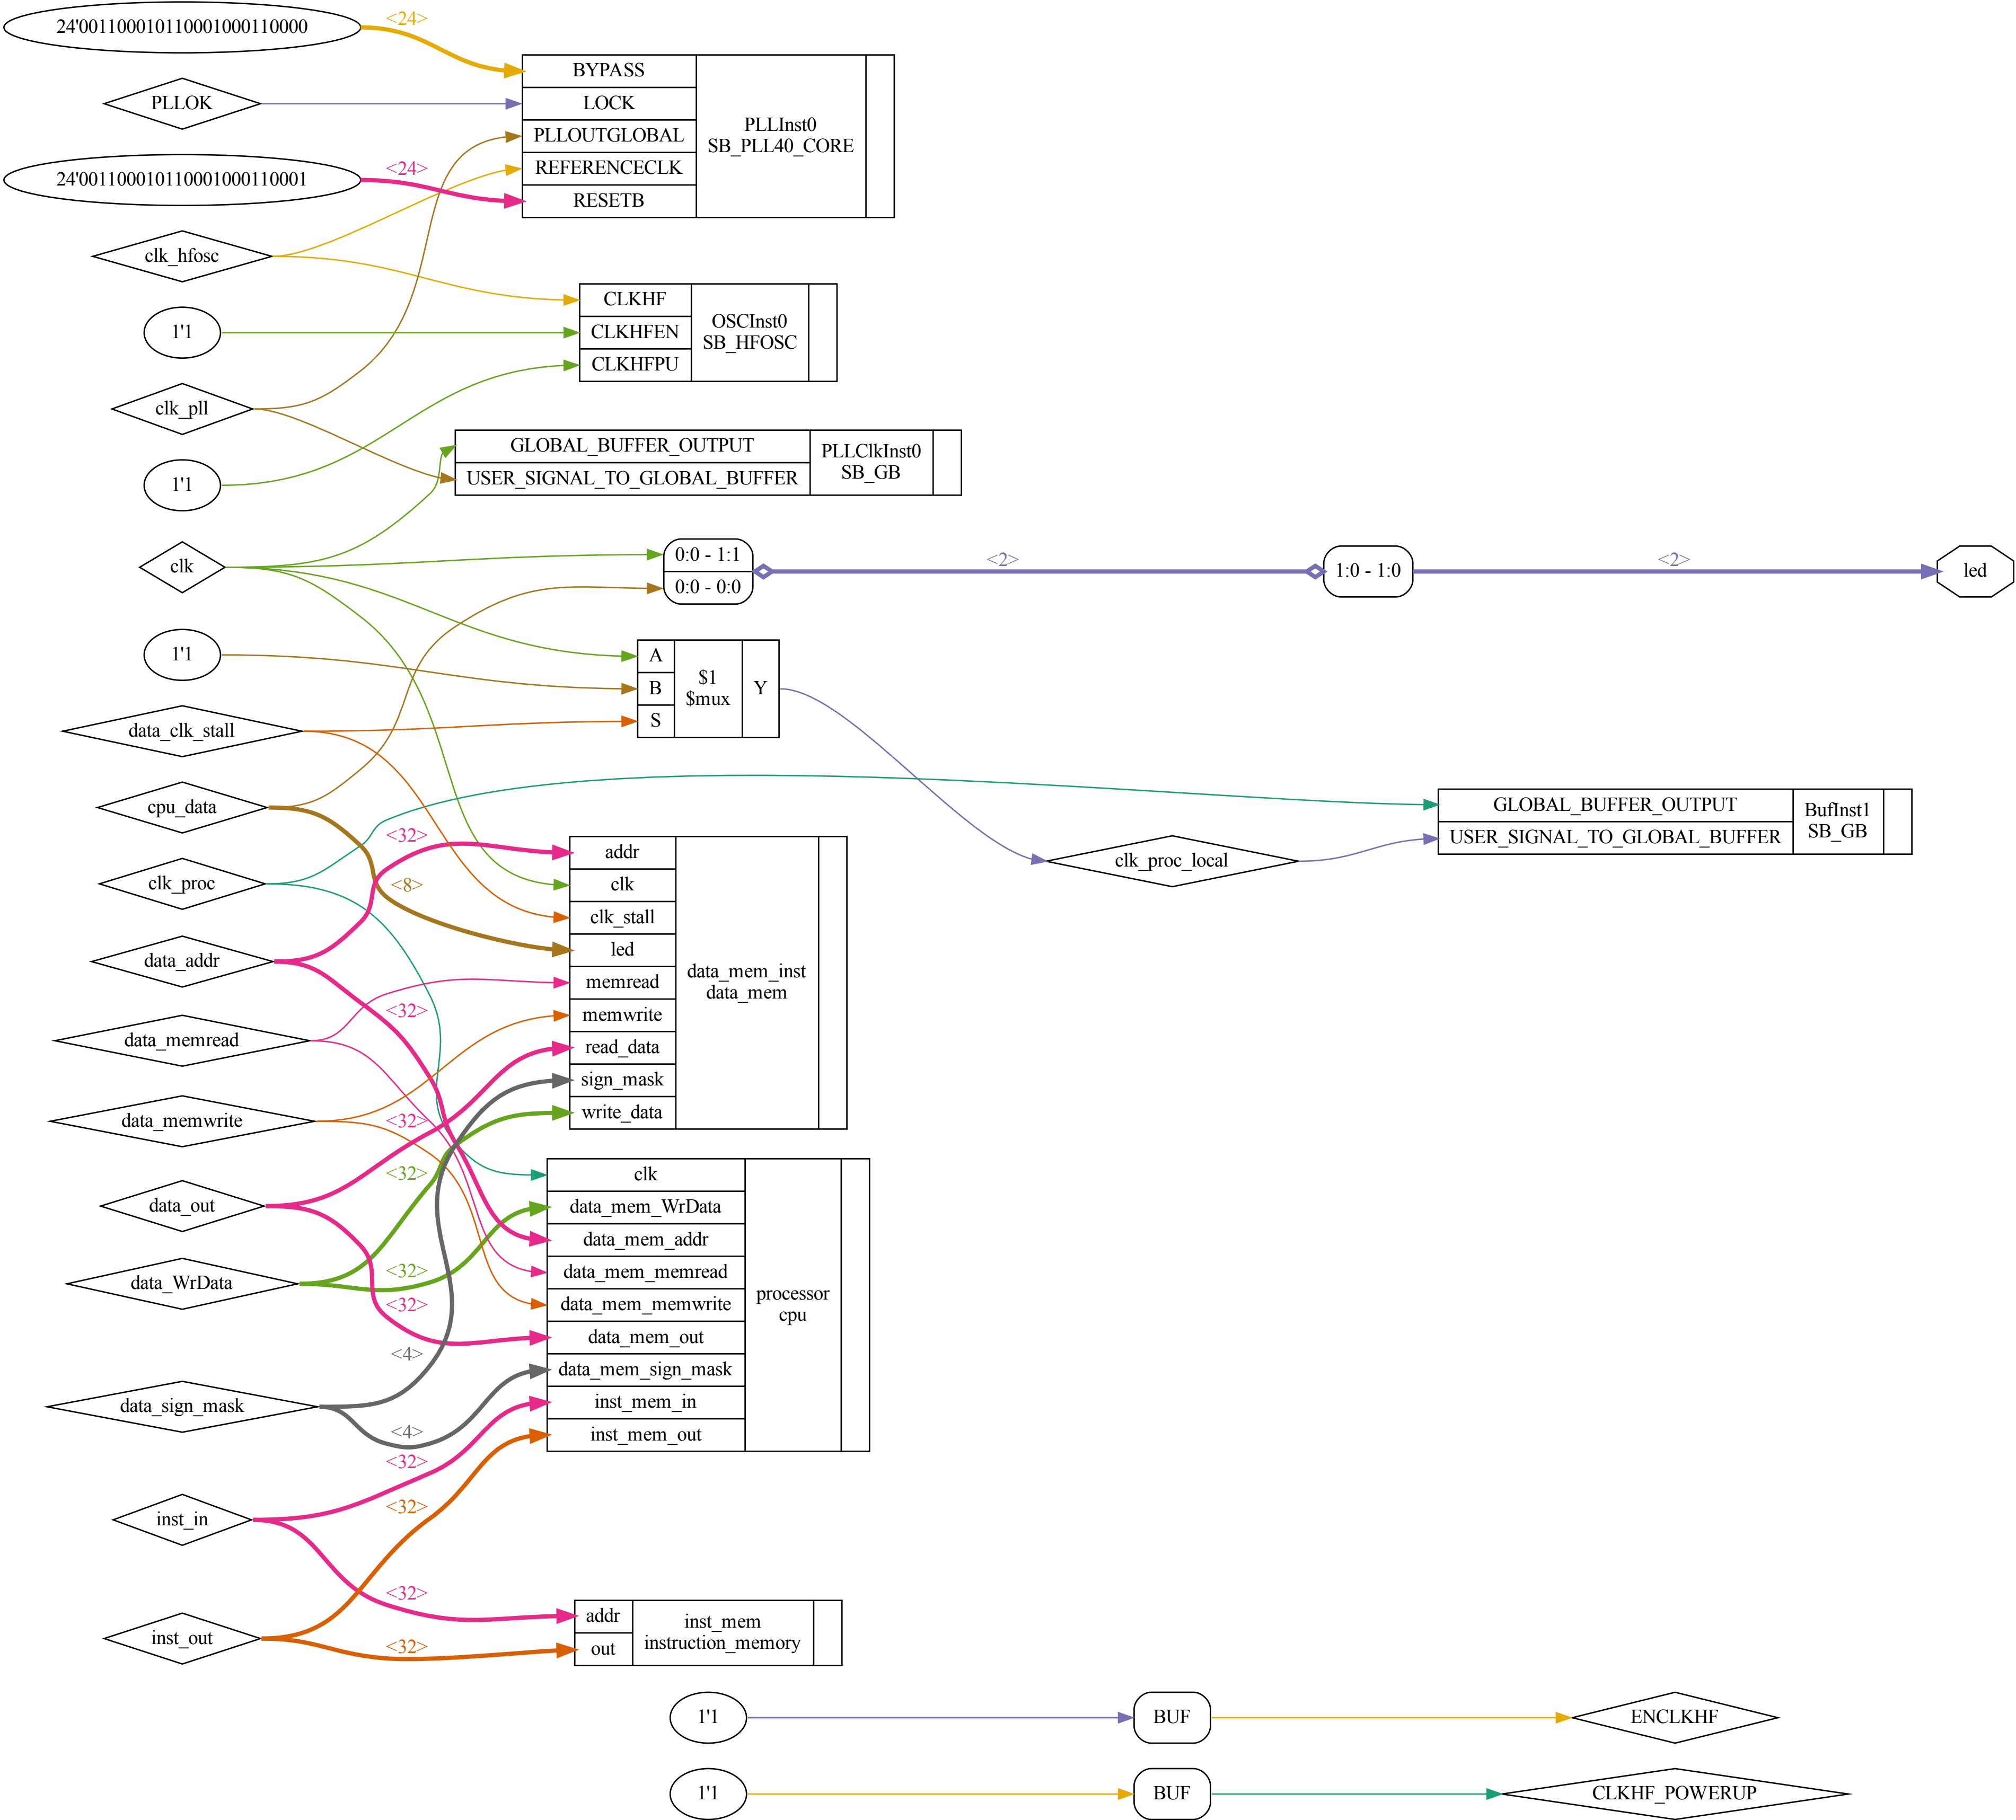 24'001100010110001000110000
<24>
BYPASS
LOCK
PLLOUTGLOBAL
REFERENCECLK
RESETB
PLLInst0
SB_PLL40_CORE
PLLOK
24'001100010110001000110001
<24>
clk_hfosc
1'1
CLKHF
CLKHFEN
CLKHFPU
OSCInst0
SB_HFOSC
clk_pll
1'1
GLOBAL_BUFFER_OUTPUT
USER_SIGNAL_TO_GLOBAL_BUFFER
PLLClkInst0
SB_GB
clk
0:0 - 1:1
0:0 - 0:0
<2>
1:0 - 1:0
<2>
led
1'1
A
B
S
$1
$mux
Y
data_clk_stall
cpu_data
clk_proc
<32>
<8>
clk_proc_local
GLOBAL_BUFFER_OUTPUT
USER_SIGNAL_TO_GLOBAL_BUFFER
BufInst1
SB_GB
data_addr
<32>
data_memread
data_memwrite
<32>
addr
clk
clk_stall
led
memread
memwrite
read_data
sign_mask
write_data
data_mem_inst
data_mem
data_out
<32>
data_WrData
<32>
<32>
<4>
data_sign_mask
<4>
clk
data_mem_WrData
data_mem_addr
data_mem_memread
data_mem_memwrite
data_mem_out
data_mem_sign_mask
inst_mem_in
inst_mem_out
processor
cpu
<32>
inst_in
<32>
<32>
inst_out
<32>
addr
out
inst_mem
instruction_memory
1'1
BUF
ENCLKHF
1'1
BUF
CLKHF_POWERUP